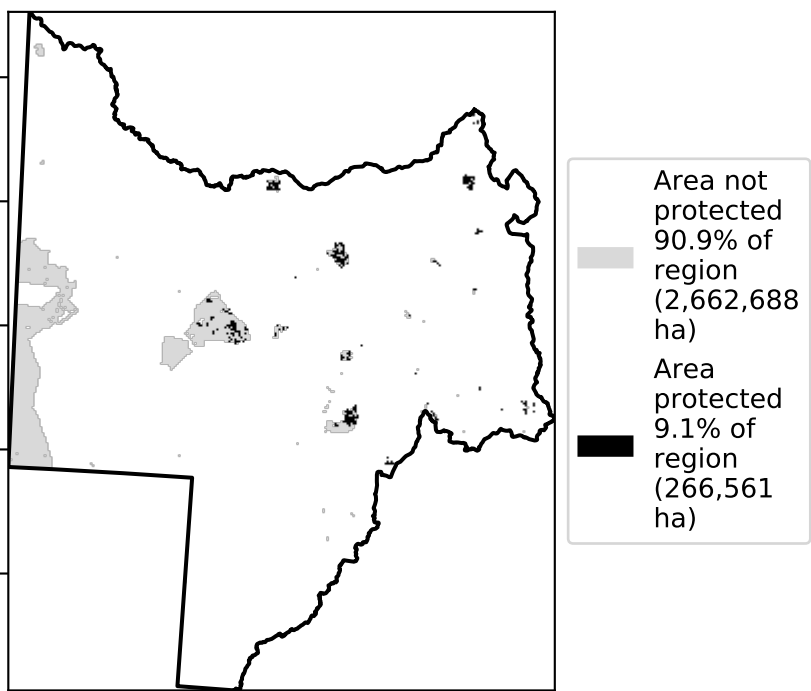 Area not
protected
90.9% of
region
(2,662,688
ha)
Area
protected
9.1% of
region
(266,561
ha)